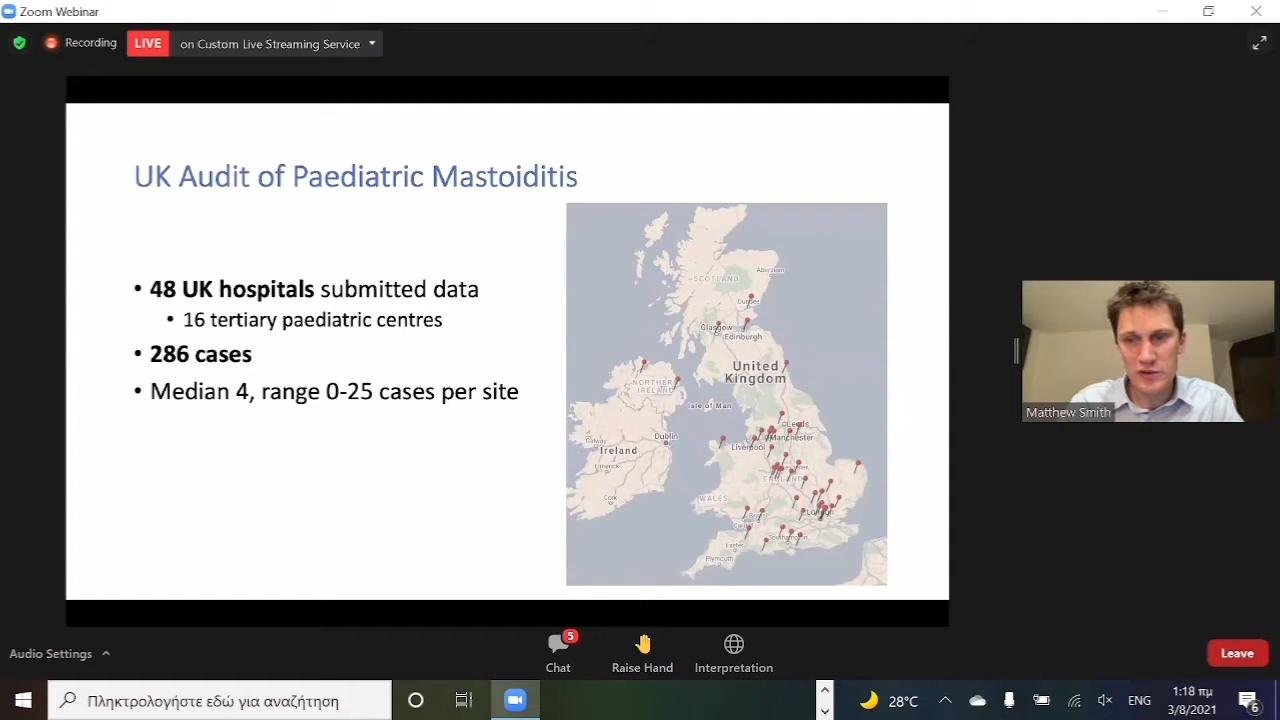 Zoom Webinar
Recording
LIVE
on Custom Live Streaming Service
UK Audit of Paediatric Mastoiditis
• 48 UK hospitals submitted data
• 16 tertiary paediatric centres
• 286 cases
• Median 4, range 0-25 cases per site
SCOTLAND
Aberdeen
Dundee
Glasgow
Edinburgh
United
Kingdom
NORTHERN
IRELAND
Isle of Man
Leeds
Manchester
Dublin
Galway
Liverpool
Ireland
Limerick
ENGLAND
Cork
WALES
London
Bristol
Southampton
Exeter
Plymouth
Matthew Smith
Audio Settings
5
Chat
Raise Hand
Interpretation
Leave
Πληκτρολογήστε εδώ για αναζήτηση
28°C
ENG
1:18 πμ
3/8/2021
6